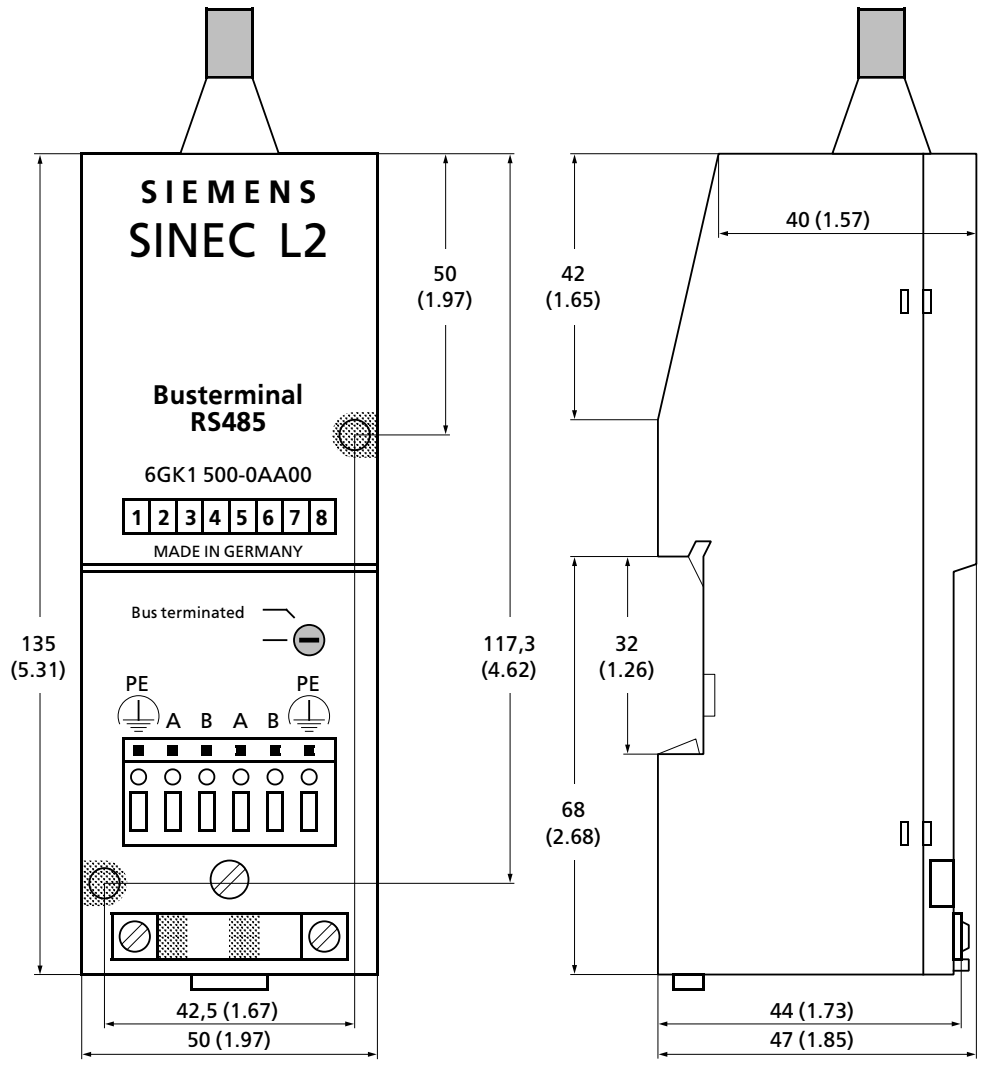 SIEMENS
SINEC L2
40 (1.57)
50
(1.97)
42
(1.65)
Busterminal
RS485
6GK1 500-0AA00
1 2 3 4 5 6 7 8
MADE IN GERMANY
Bus terminated
135
(5.31)
117,3
(4.62)
32
(1.26)
PE PE
A B A B
68
(2.68)
42,5 (1.67)
44 (1.73)
50 (1.97)
47 (1.85)